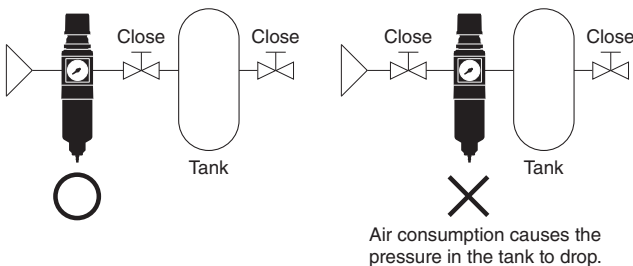 Close
Close
Tank
Close
Close
Tank
Air consumption causes the
pressure in the tank to drop.